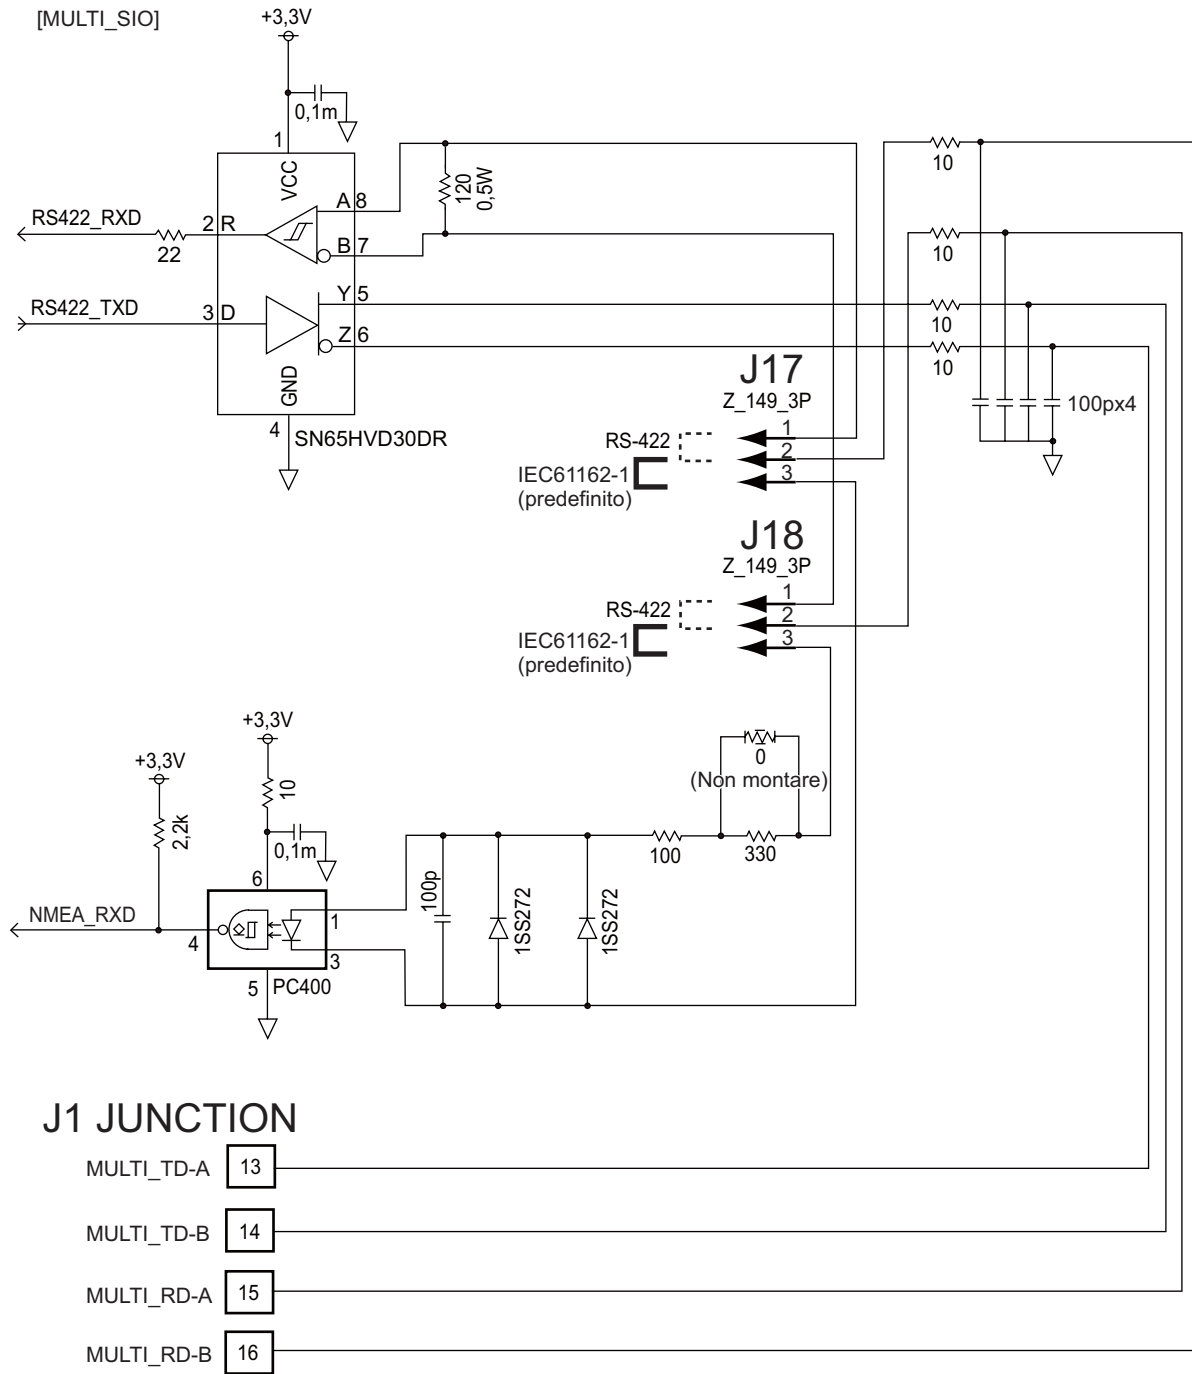 [MULTI_SIO]
+3,3V
0,1m
1
VCC
120
0,5W
10
A 8
RS422_RXD
2 R
22
B 7
10
Y 5
RS422_TXD
3 D
10
Z 6
10
GND
4
SN65HVD30DR
100px4
J17
Z_149_3P
RS-422
1
2
3
IEC61162-1
(predefinito)
J18
Z_149_3P
RS-422
1
2
3
IEC61162-1
(predefinito)
+3,3V
+3,3V
10
2,2k
0,1m
0
(Non montare)
100
330
6
100p
1SS272
1SS272
NMEA_RXD
4
1
3
5
PC400
J1 JUNCTION
MULTI_TD-A 13
MULTI_TD-B 14
MULTI_RD-A 15
MULTI_RD-B 16